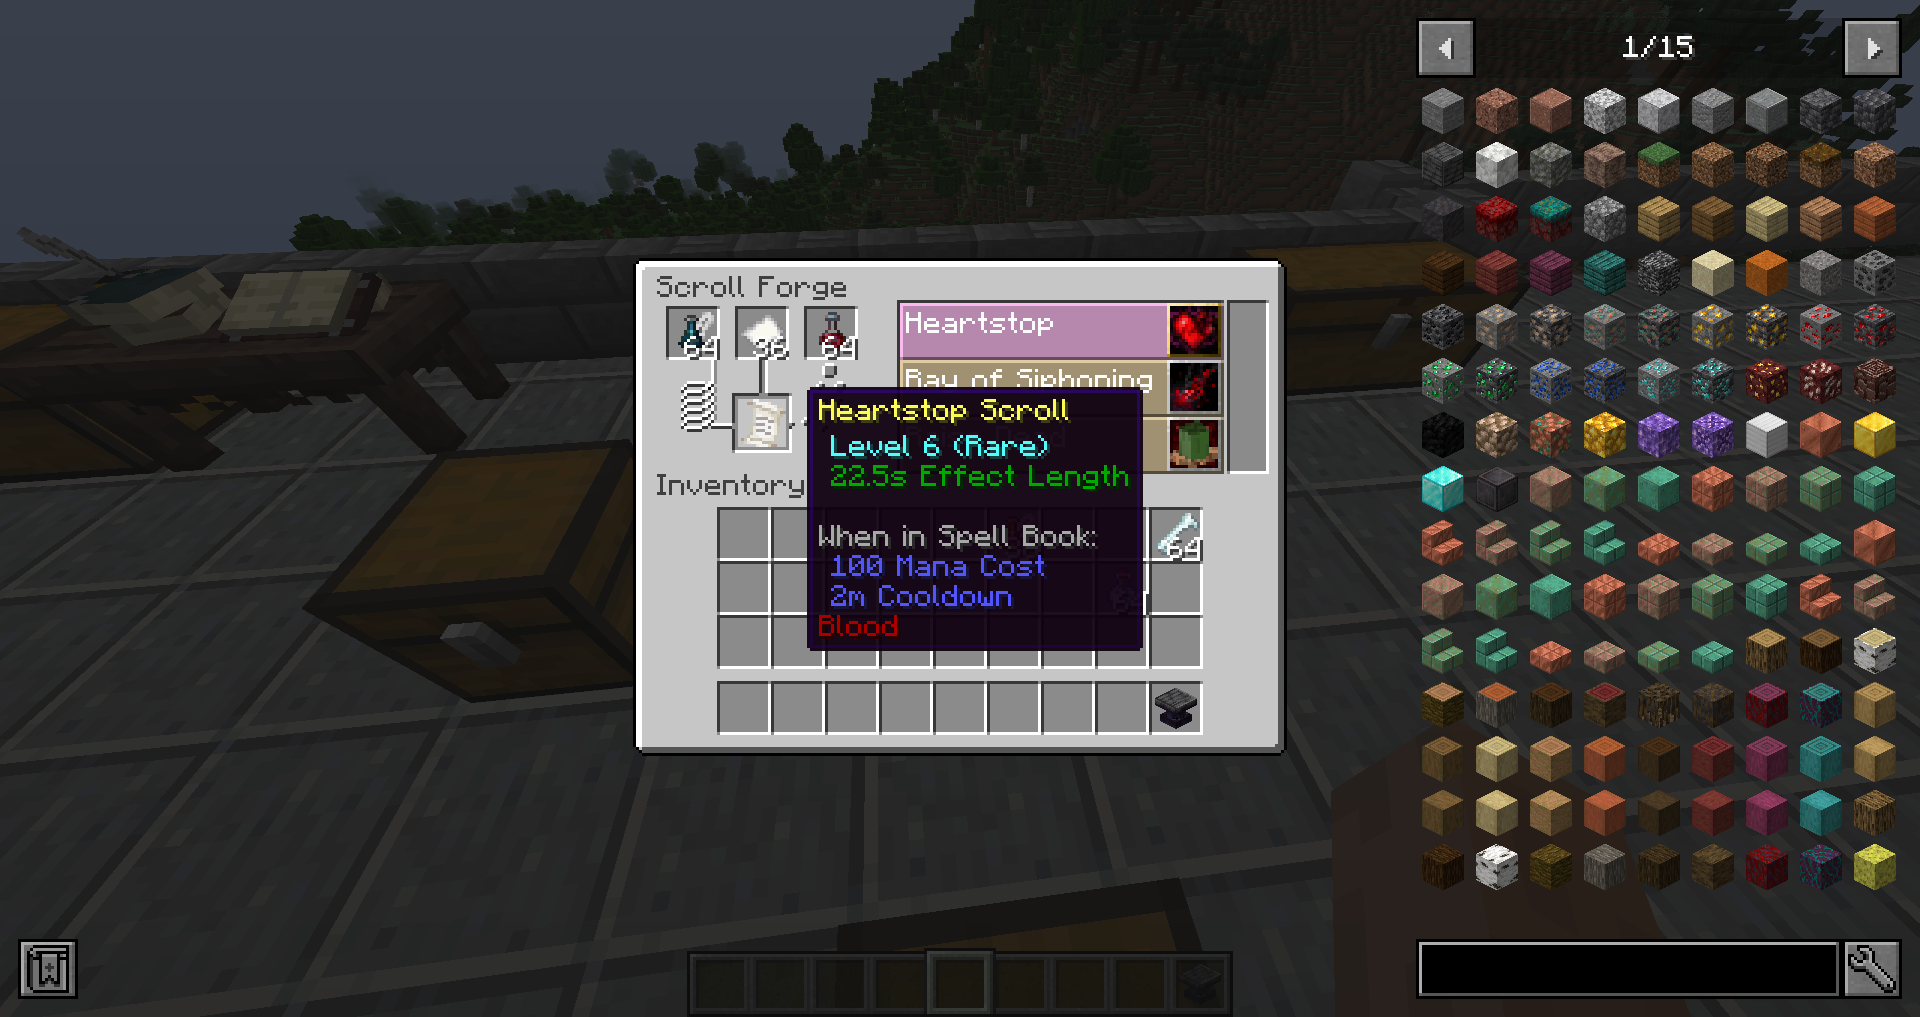 1/15
Scroll Forge
64
64
Heartstop
Ray of Siphoning
Heartstop Scroll
Level 6 (Rare)
22.5s Effect Length
Inventory
When in Spell Book:
64
100 Mana Cost
2m Cooldown
Blood